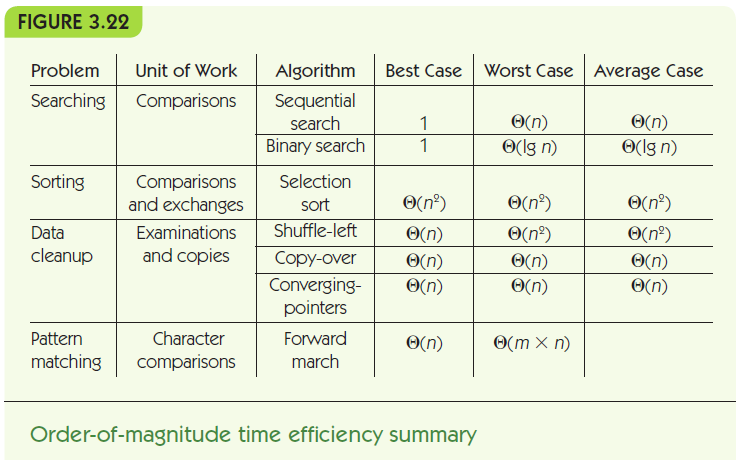 FIGURE 3.22
Problem Unit of Work Algorithm Best Case Worst Case Average Case
Searching Comparisons Sequential
search 1 Θ(n) Θ(n)
Binary search 1 Θ(lg n) Θ(lg n)
Sorting Comparisons Selection
and exchanges sort Θ(n²) Θ(n²) Θ(n²)
Data Examinations Shuffle-left Θ(n) Θ(n²) Θ(n²)
cleanup and copies Copy-over Θ(n) Θ(n) Θ(n)
Converging- Θ(n) Θ(n) Θ(n)
pointers
Pattern Character Forward Θ(n) Θ(m × n)
matching comparisons march
Order-of-magnitude time efficiency summary